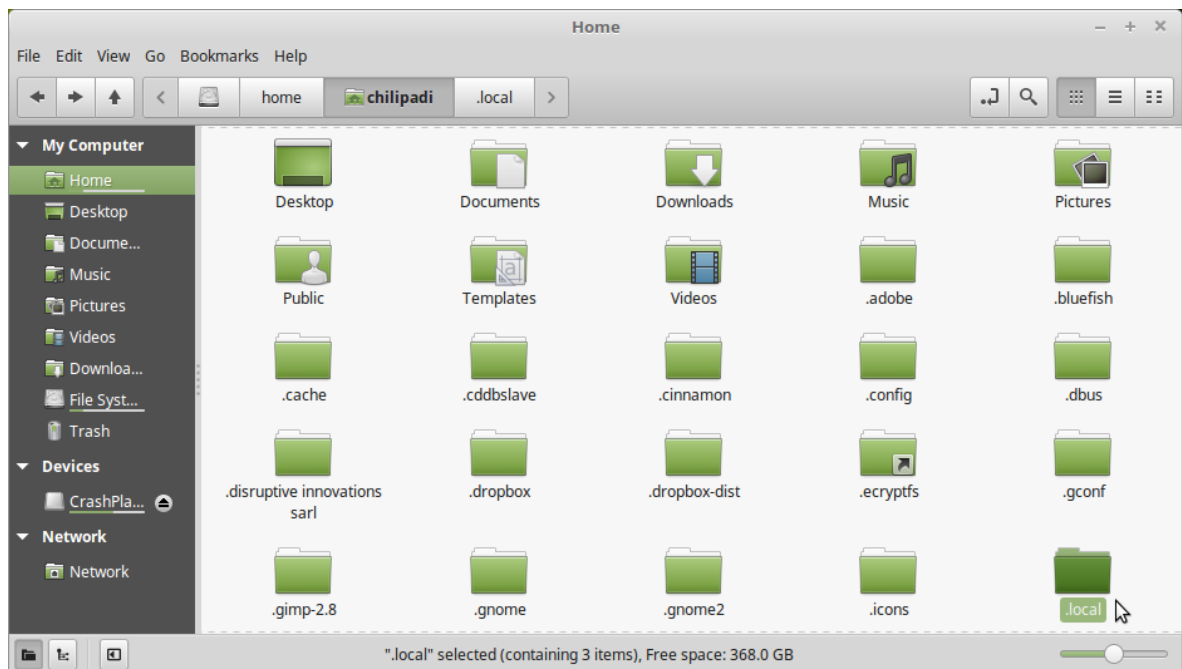 Home
File Edit View Go Bookmarks Help
home chilipadi .local
My Computer
Home
Desktop
Docume...
Music
Pictures
Videos
Downloa...
File Syst...
Trash
Devices
CrashPla...
Network
Network
Desktop Documents Downloads Music Pictures
Public Templates Videos .adobe .bluefish
.cache .cddbslave .cinnamon .config .dbus
.disruptive innovations .dropbox .dropbox-dist .ecryptfs .gconf
sarl
.gimp-2.8 .gnome .gnome2 .icons .local
".local" selected (containing 3 items), Free space: 368.0 GB